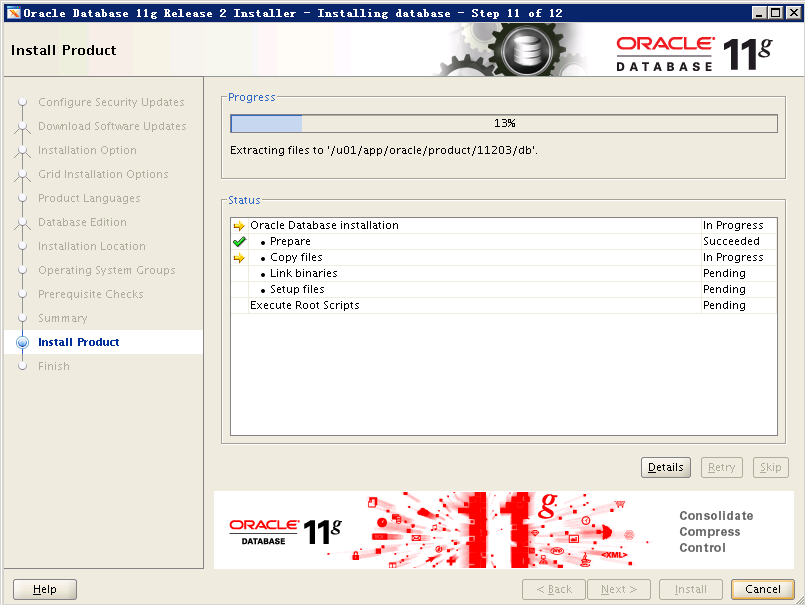 Oracle Database 11g Release 2 Installer - Installing database - Step 11 of 12
Install Product
ORACLE
DATABASE 11g
Configure Security Updates
Download Software Updates
Installation Option
Grid Installation Options
Product Languages
Database Edition
Installation Location
Operating System Groups
Prerequisite Checks
Summary
Install Product
Finish
Progress
13%
Extracting files to '/u01/app/oracle/product/11203/db'.
Status
Oracle Database installation In Progress
• Prepare Succeeded
• Copy files In Progress
• Link binaries Pending
• Setup files Pending
Execute Root Scripts Pending
Details Retry Skip
ORACLE
DATABASE 11g
11g
<XML>
Consolidate
Compress
Control
Help < Back Next > Install Cancel